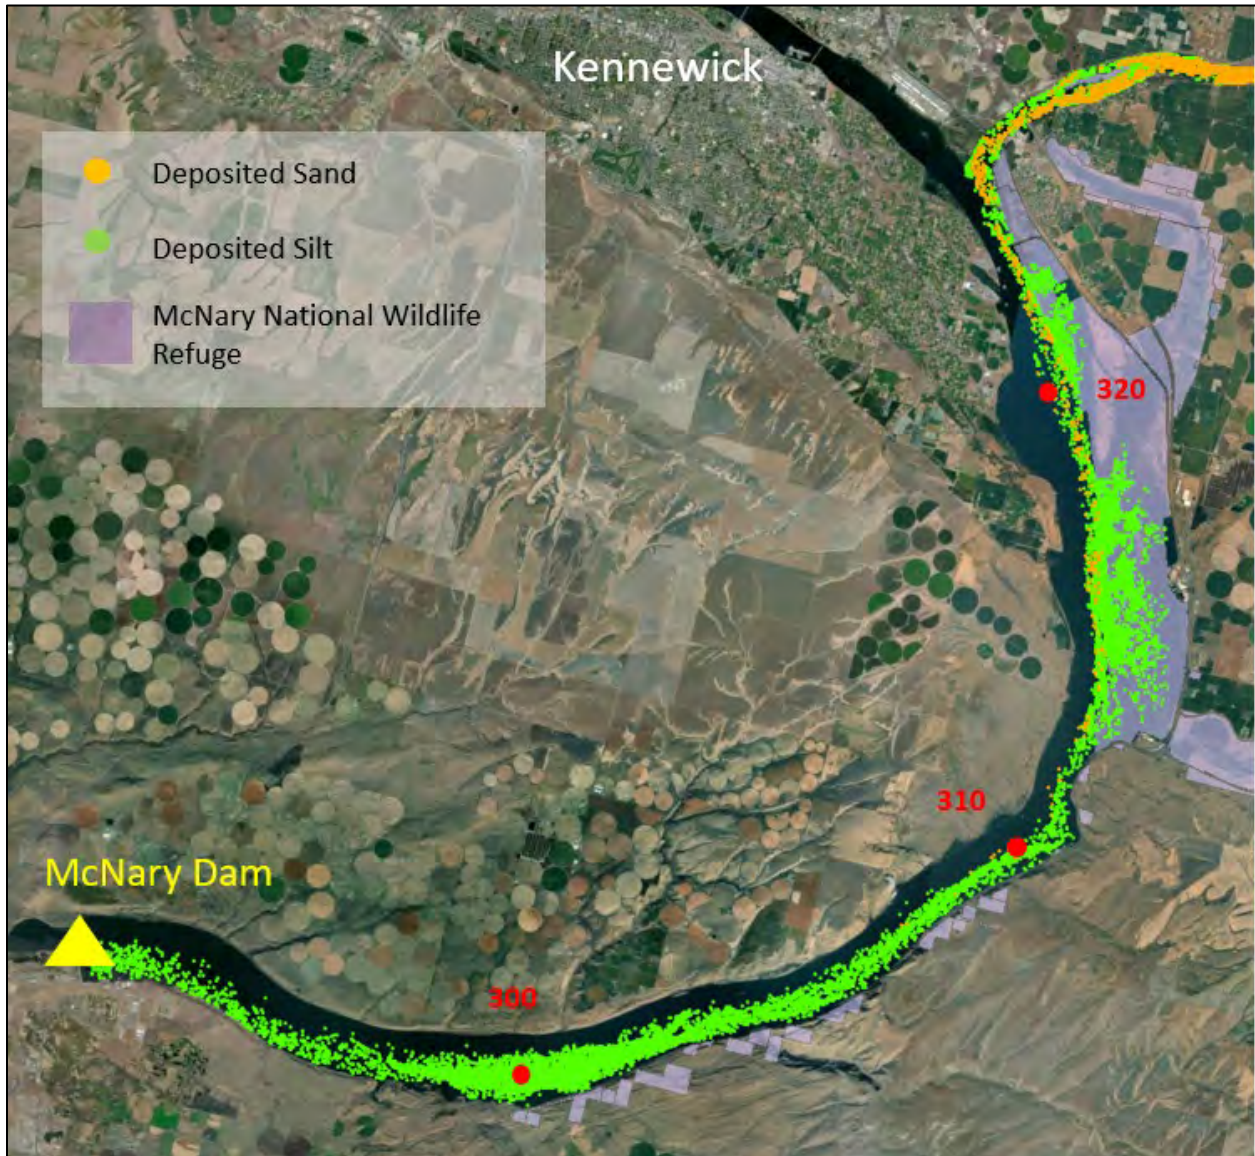 Kennewick
Deposited Sand
Deposited Silt
McNary National Wildlife
Refuge
320
310
McNary Dam
300